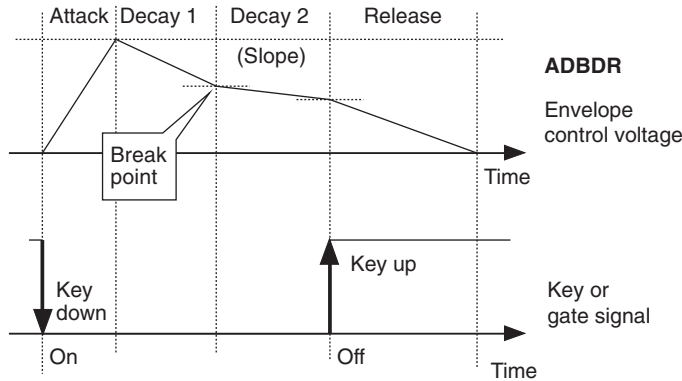 Attack Decay 1 Decay 2 Release
(Slope)
ADBDR
Envelope
control voltage
Break
point
Time
Key up
Key
down
Key or
gate signal
On
Off
Time